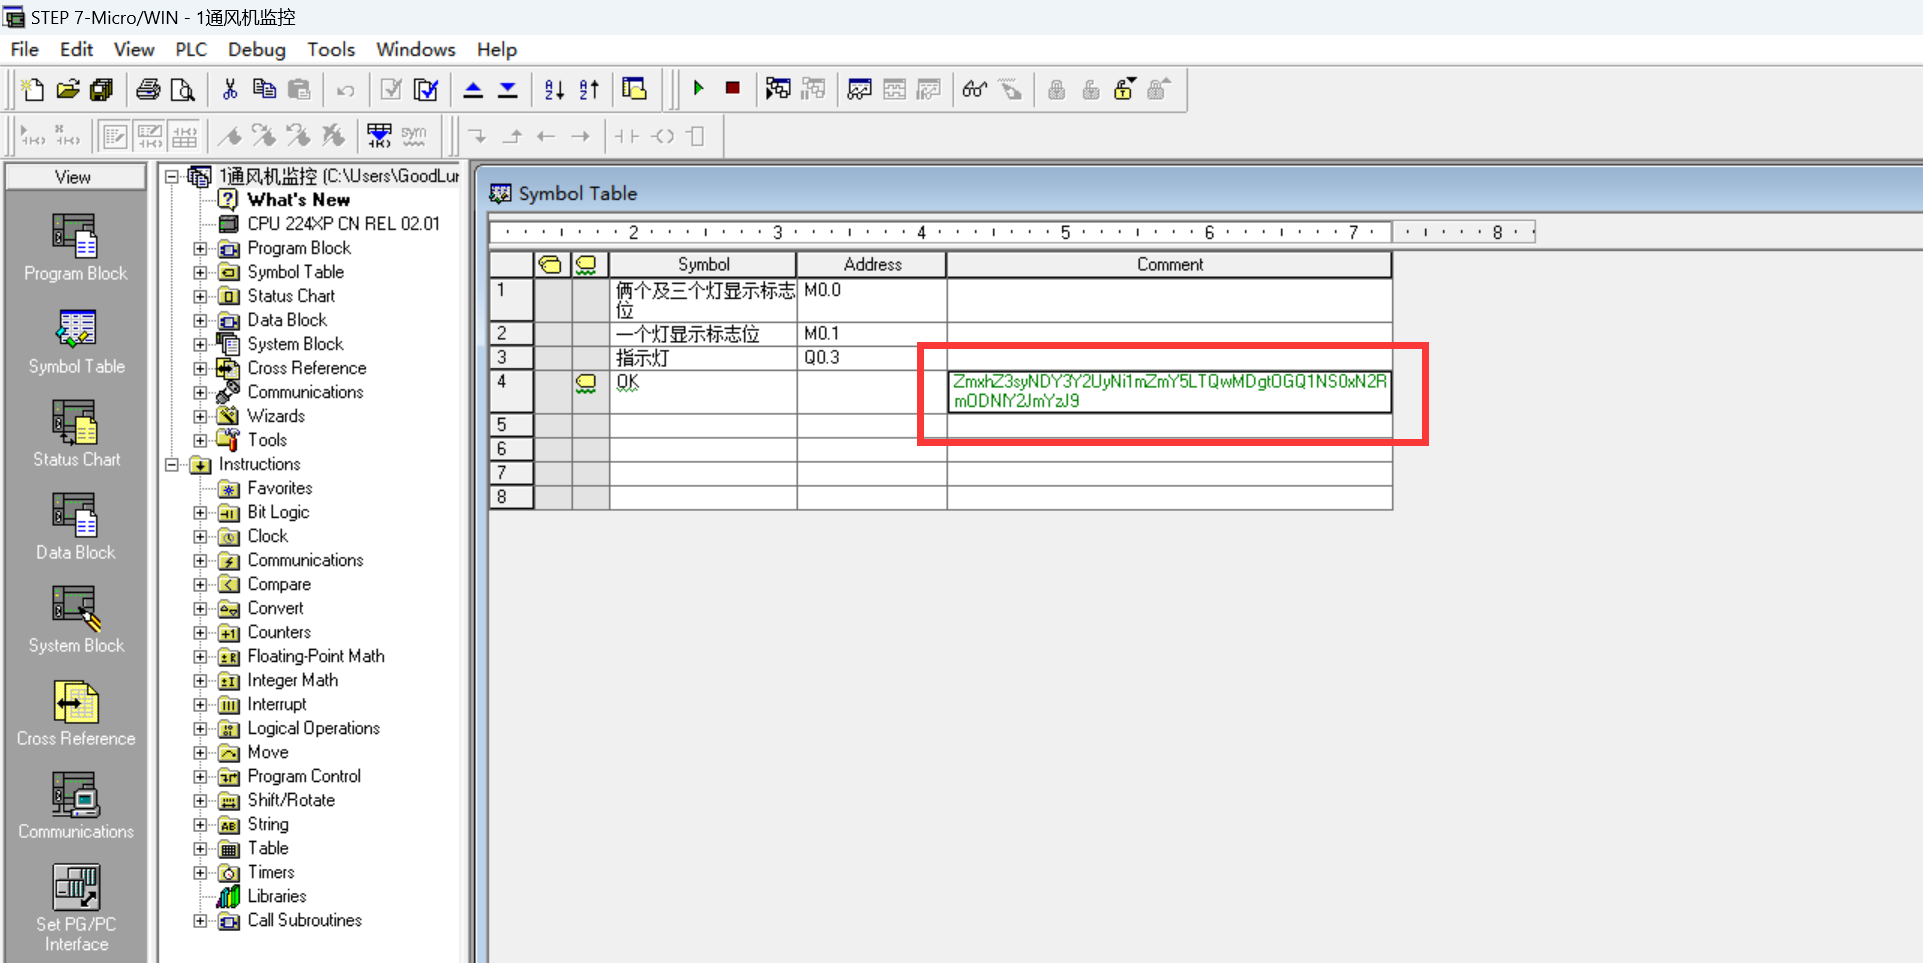 STEP 7-Micro/WIN - 1通风机监控
File Edit View PLC Debug Tools Windows Help
sym
View
Program Block
Symbol Table
Status Chart
Data Block
System Block
Cross Reference
Communications
Set PG/PC
Interface
1通风机监控 (C:\Users\GoodLur
What's New
CPU 224XP CN REL 02.01
Program Block
Symbol Table
Status Chart
Data Block
System Block
Cross Reference
Communications
Wizards
Tools
Instructions
Favorites
Bit Logic
Clock
Communications
Compare
Convert
Counters
Floating-Point Math
Integer Math
Interrupt
Logical Operations
Move
Program Control
Shift/Rotate
String
Table
Timers
Libraries
Call Subroutines
Symbol Table
2 3 4 5 6 7 8
Symbol Address Comment
1 俩个及三个灯显示标志 M0.0
位
2 一个灯显示标志位 M0.1
3 指示灯 Q0.3
4 OK ZmxhZ3syNDY3Y2UyNi1mZmY5LTQwMDgtOGQ1NS0xN2R
mODNlY2JmYzJ9
5
6
7
8